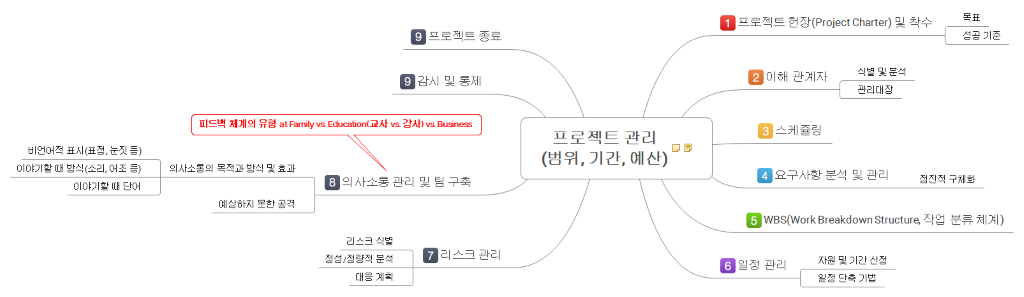 프로젝트 관리
(범위, 기간, 예산)
1 프로젝트 헌장(Project Charter) 및 착수
목표
성공 기준
2 이해 관계자
식별 및 분석
관리대장
3 스케쥴링
4 요구사항 분석 및 관리
점진적 구체화
5 WBS(Work Breakdown Structure, 작업 분류 체계)
6 일정 관리
자원 및 기간 산정
일정 단축 기법
7 리스크 관리
리스크 식별
정성/정량적 분석
대응 계획
8 의사소통 관리 및 팀 구축
피드백 체계의 유형 at Family vs. Education(교사 vs. 강사) vs. Business
의사소통의 목적과 방식 및 효과
비언어적 표시(표정, 눈짓 등)
이야기할 때 방식(소리, 어조 등)
이야기할 때 단어
예상하지 못한 공격
9 감시 및 통제
9 프로젝트 종료